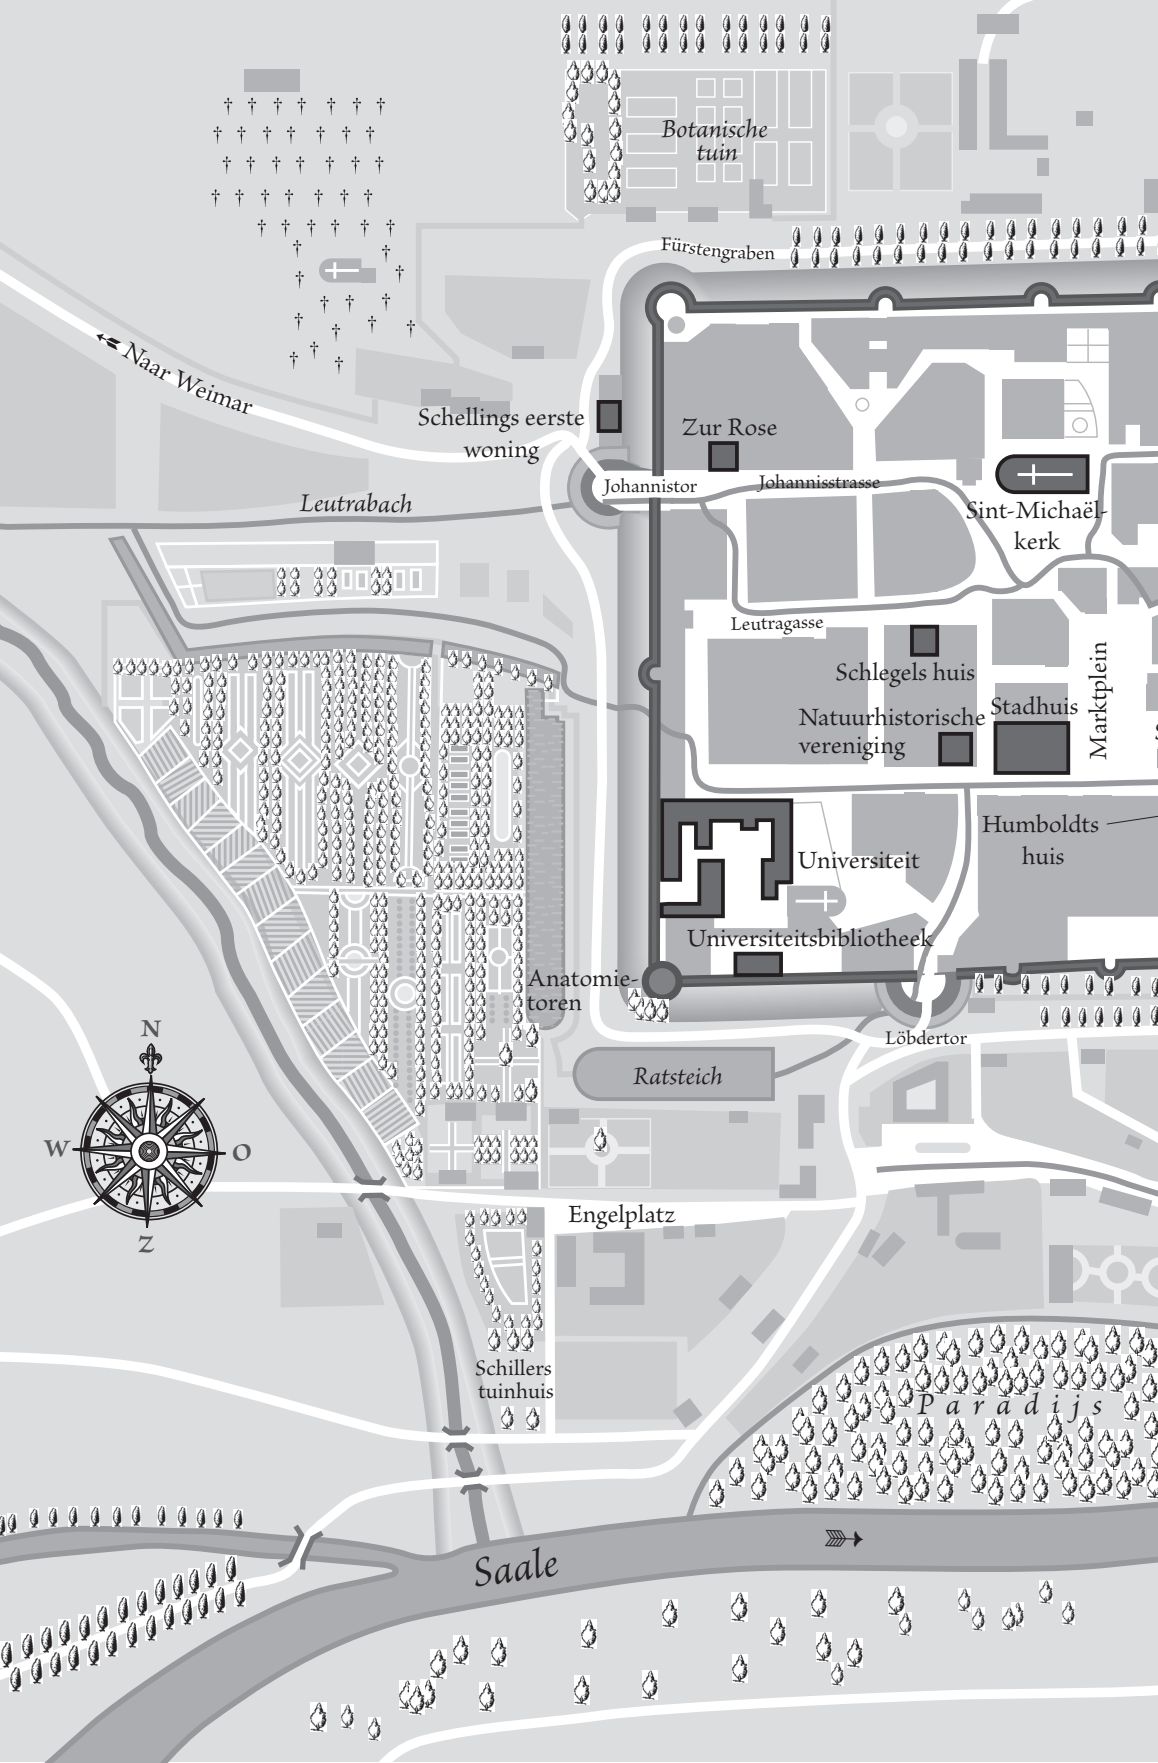 Botanische
tuin
Fürstengraben
Naar Weimar
Schellings eerste
woning
Zur Rose
Johannistor
Johannisstrasse
Leutrabach
Sint-Michaël-
kerk
Leutragasse
Schlegels huis
Marktplein
Stadhuis
Natuurhistorische
vereniging
Humboldts
huis
Universiteit
Universiteitsbibliotheek
Anatomie-
toren
Löbdertor
Ratsteich
N
W
O
Z
Engelplatz
Schillers
tuinhuis
Paradijs
Saale